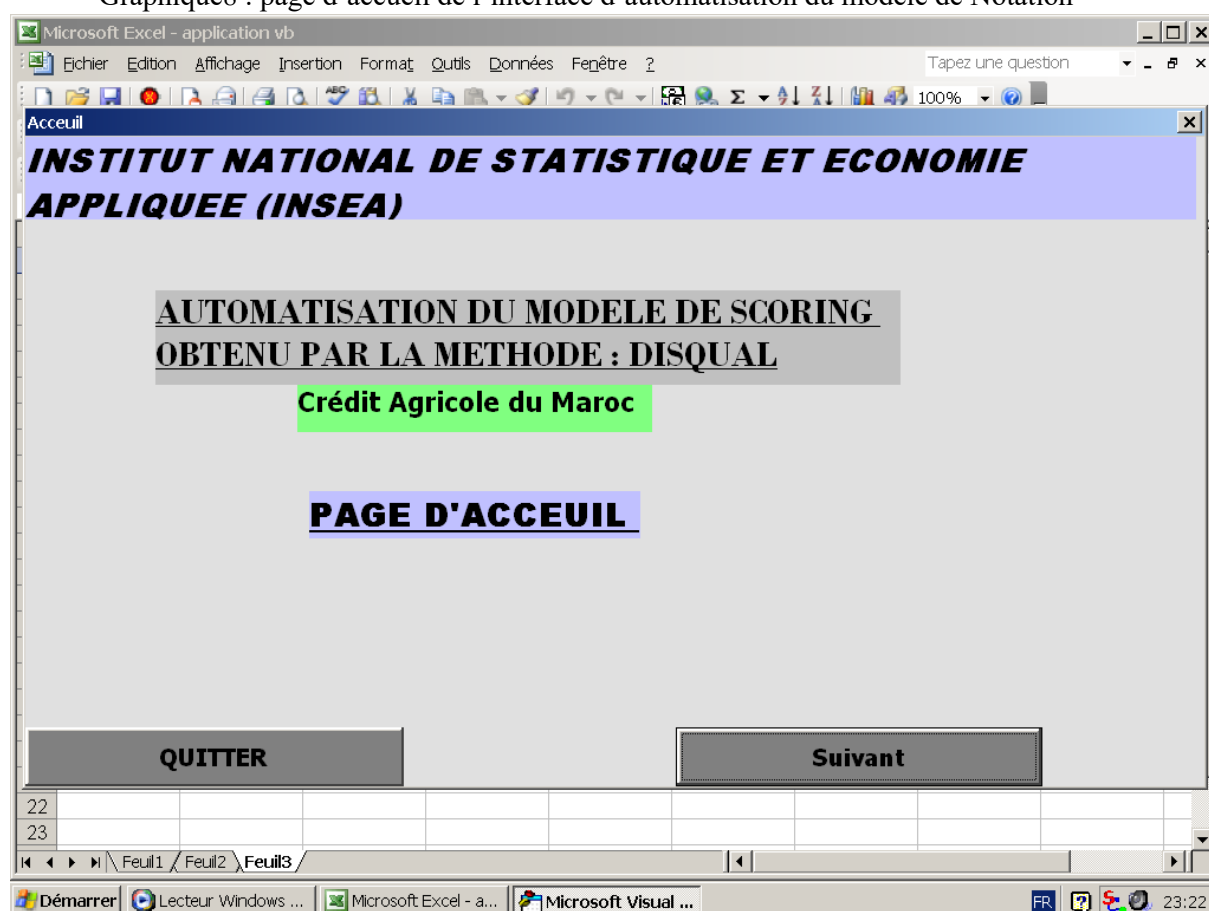 Graphique8 : page d'accueil de l'interface d'automatisation du modèle de Notation
Microsoft Excel - application vb
Fichier Edition Affichage Insertion Format Outils Données Fenêtre ? Tapez une question
100%
Acceuil
INSTITUT NATIONAL DE STATISTIQUE ET ECONOMIE
APPLIQUEE (INSEA)
AUTOMATISATION DU MODELE DE SCORING
OBTENU PAR LA METHODE : DISQUAL
Crédit Agricole du Maroc
PAGE D'ACCEUIL
QUITTER Suivant
22
23
Feuil1 Feuil2 Feuil3
Démarrer Lecteur Windows ... Microsoft Excel - a... Microsoft Visual ... FR 23:22